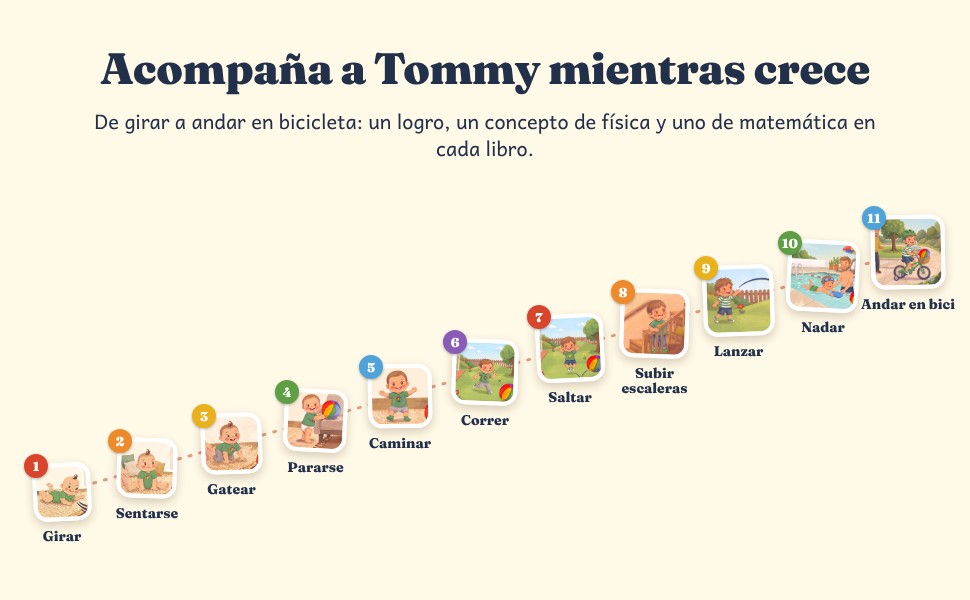 Acompaña a Tommy mientras crece
De girar a andar en bicicleta: un logro, un concepto de física y uno de matemática en
cada libro.
1
Girar
2
Sentarse
3
Gatear
4
Pararse
5
Caminar
6
Correr
7
Saltar
8
Subir
escaleras
9
Lanzar
10
Nadar
11
Andar en bici